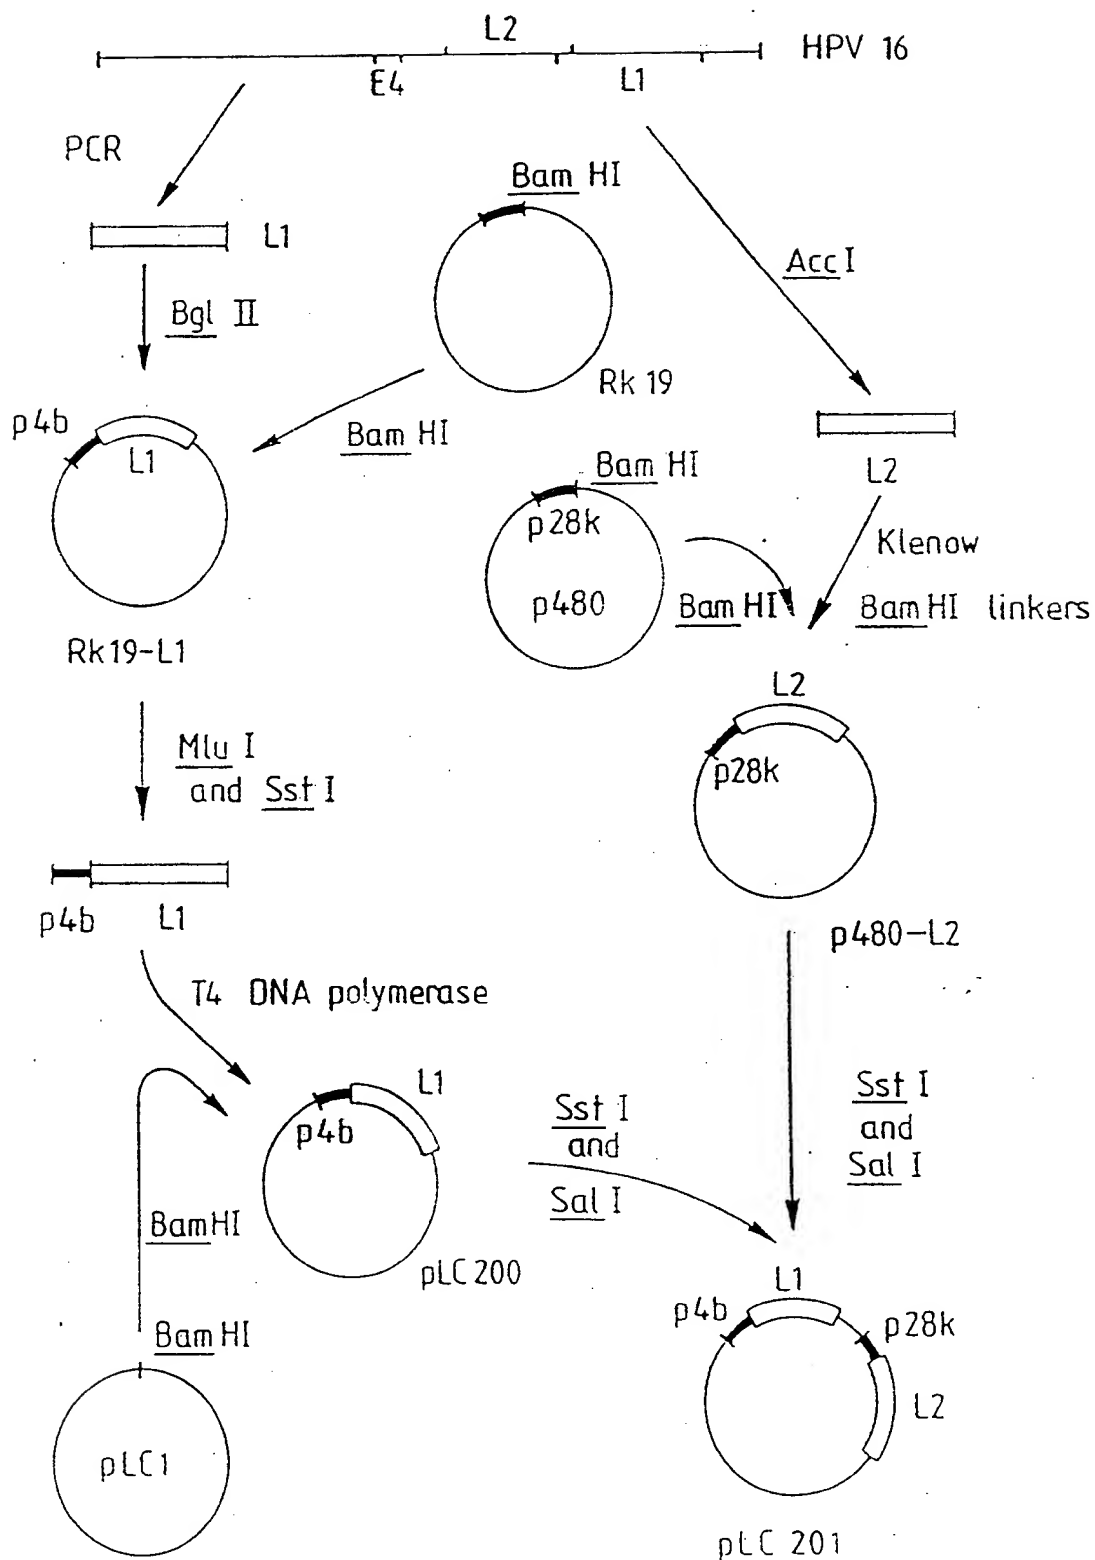 L2
HPV 16
E4
L1
PCR
Bam HI
L1
Acc I
Bgl II
Rk 19
p4b
L1
Bam HI
L2
Bam HI
p28k
Klenow
p480
Bam HI
BamHI linkers
Rk19-L1
L2
Mlu I
and Sst I
p28k
p4b
L1
p480-L2
T4 DNA polymerase
L1
p4b
Sst I
and
Sal I
Sst I
and
Sal I
BamHI
pLC 200
L1
p4b
p28k
Bam HI
L2
pLC1
pLC 201